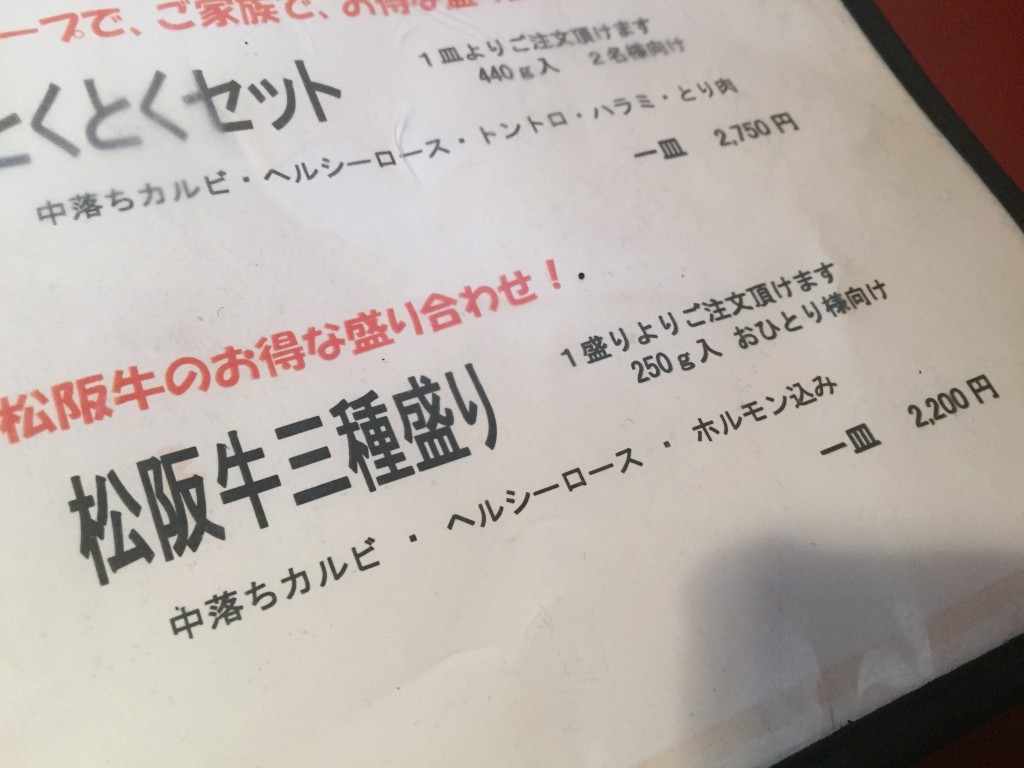 ープで、ご家族で、お得な盛り
とくとくセット
1皿よりご注文頂けます
440g入 2名様向け
中落ちカルビ・ヘルシーロース・トントロ・ハラミ・とり肉
一皿 2,750円
松阪牛のお得な盛り合わせ！
松阪牛三種盛り
1盛りよりご注文頂けます
250g入 おひとり様向け
中落ちカルビ ・ ヘルシーロース ・ ホルモン込み
一皿 2,200円